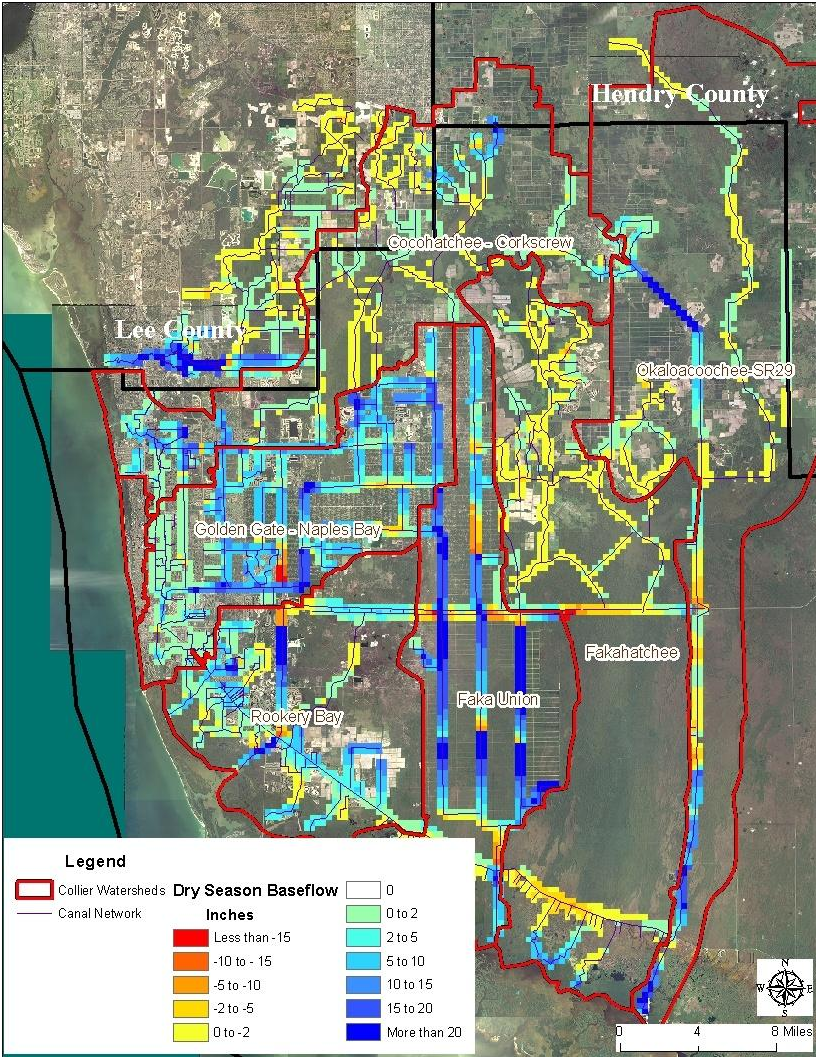 Hendry County
Cocohatchee - Corkscrew
Lee County
Okaloacoochee-SR29
Golden Gate - Naples Bay
Fakahatchee
Faka Union
Rookery Bay
Legend
Collier Watersheds
Canal Network
Dry Season Baseflow
Inches
Less than -15
-10 to - 15
-5 to -10
-2 to -5
0 to -2
0
0 to 2
2 to 5
5 to 10
10 to 15
15 to 20
More than 20
N
W E
S
0 4 8 Miles